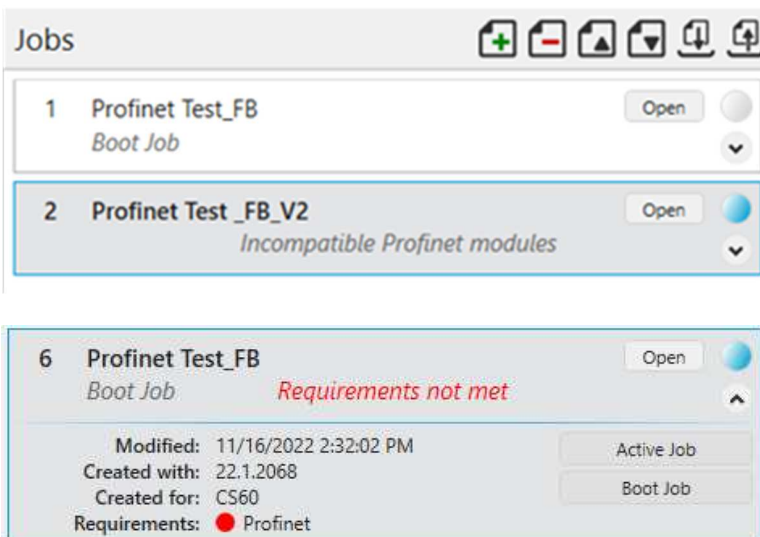 Jobs
1 Profinet Test_FB Open
Boot Job
2 Profinet Test _FB_V2 Open
Incompatible Profinet modules
6 Profinet Test_FB Open
Boot Job Requirements not met
Modified: 11/16/2022 2:32:02 PM Active Job
Created with: 22.1.2068
Boot Job
Created for: CS60
Requirements: Profinet